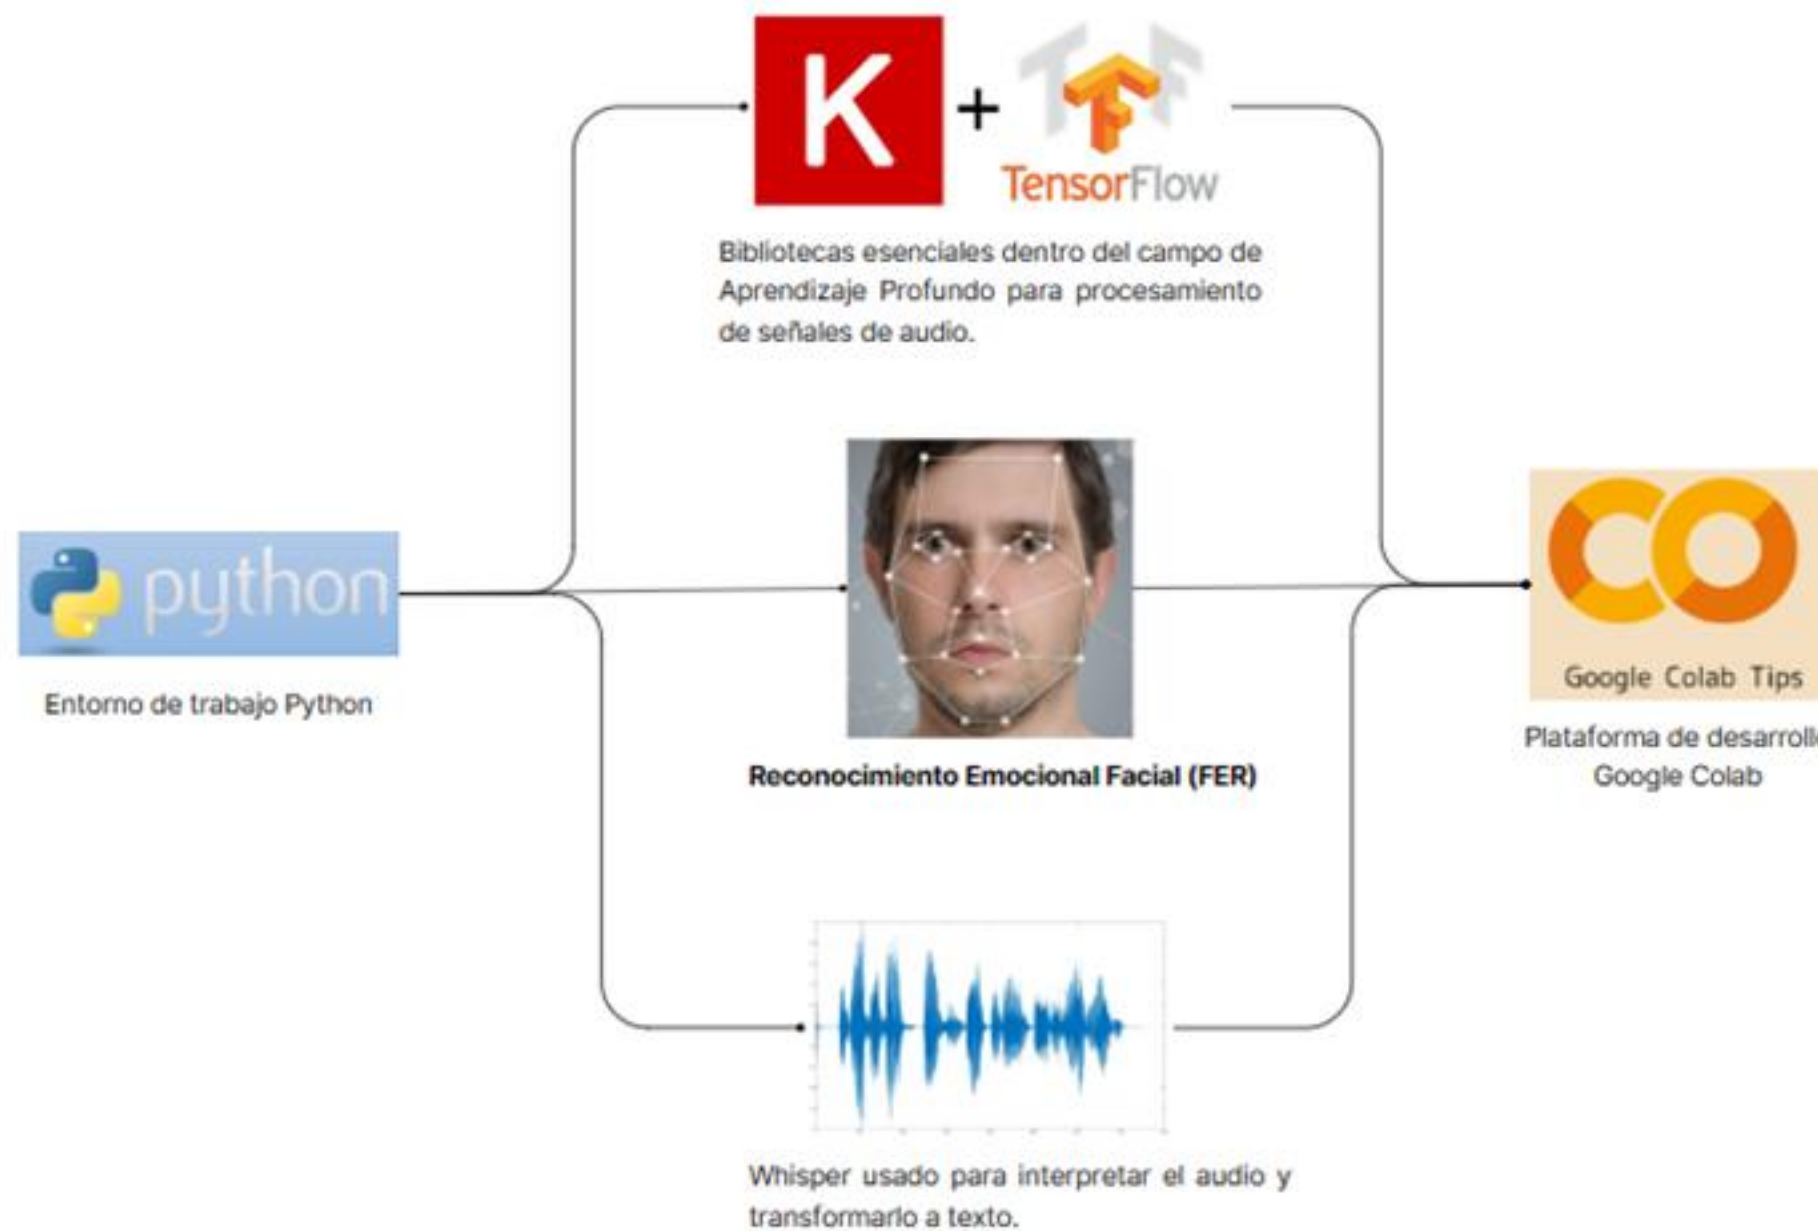 K
+
TensorFlow
Bibliotecas esenciales dentro del campo de
Aprendizaje Profundo para procesamiento
de señales de audio.
python
Entorno de trabajo Python
Reconocimiento Emocional Facial (FER)
Google Colab Tips
Plataforma de desarrollo
Google Colab
Whisper usado para interpretar el audio y
transformarlo a texto.